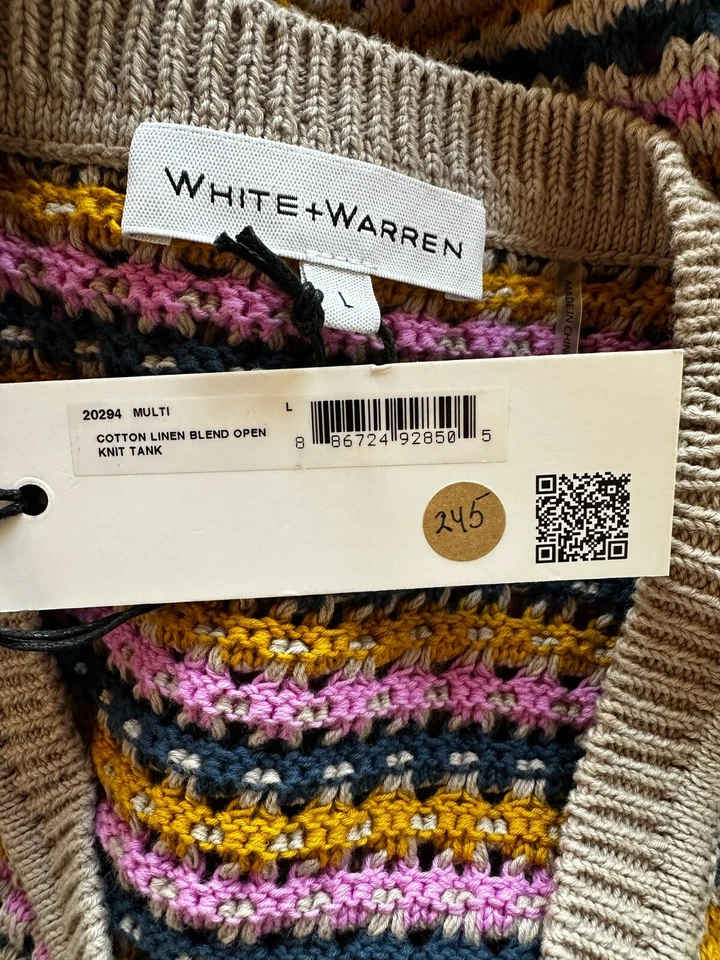 WHITE+WARREN
L
MADE IN CHINA
20294 MULTI L
COTTON LINEN BLEND OPEN
KNIT TANK
8 86724 92850 5
245